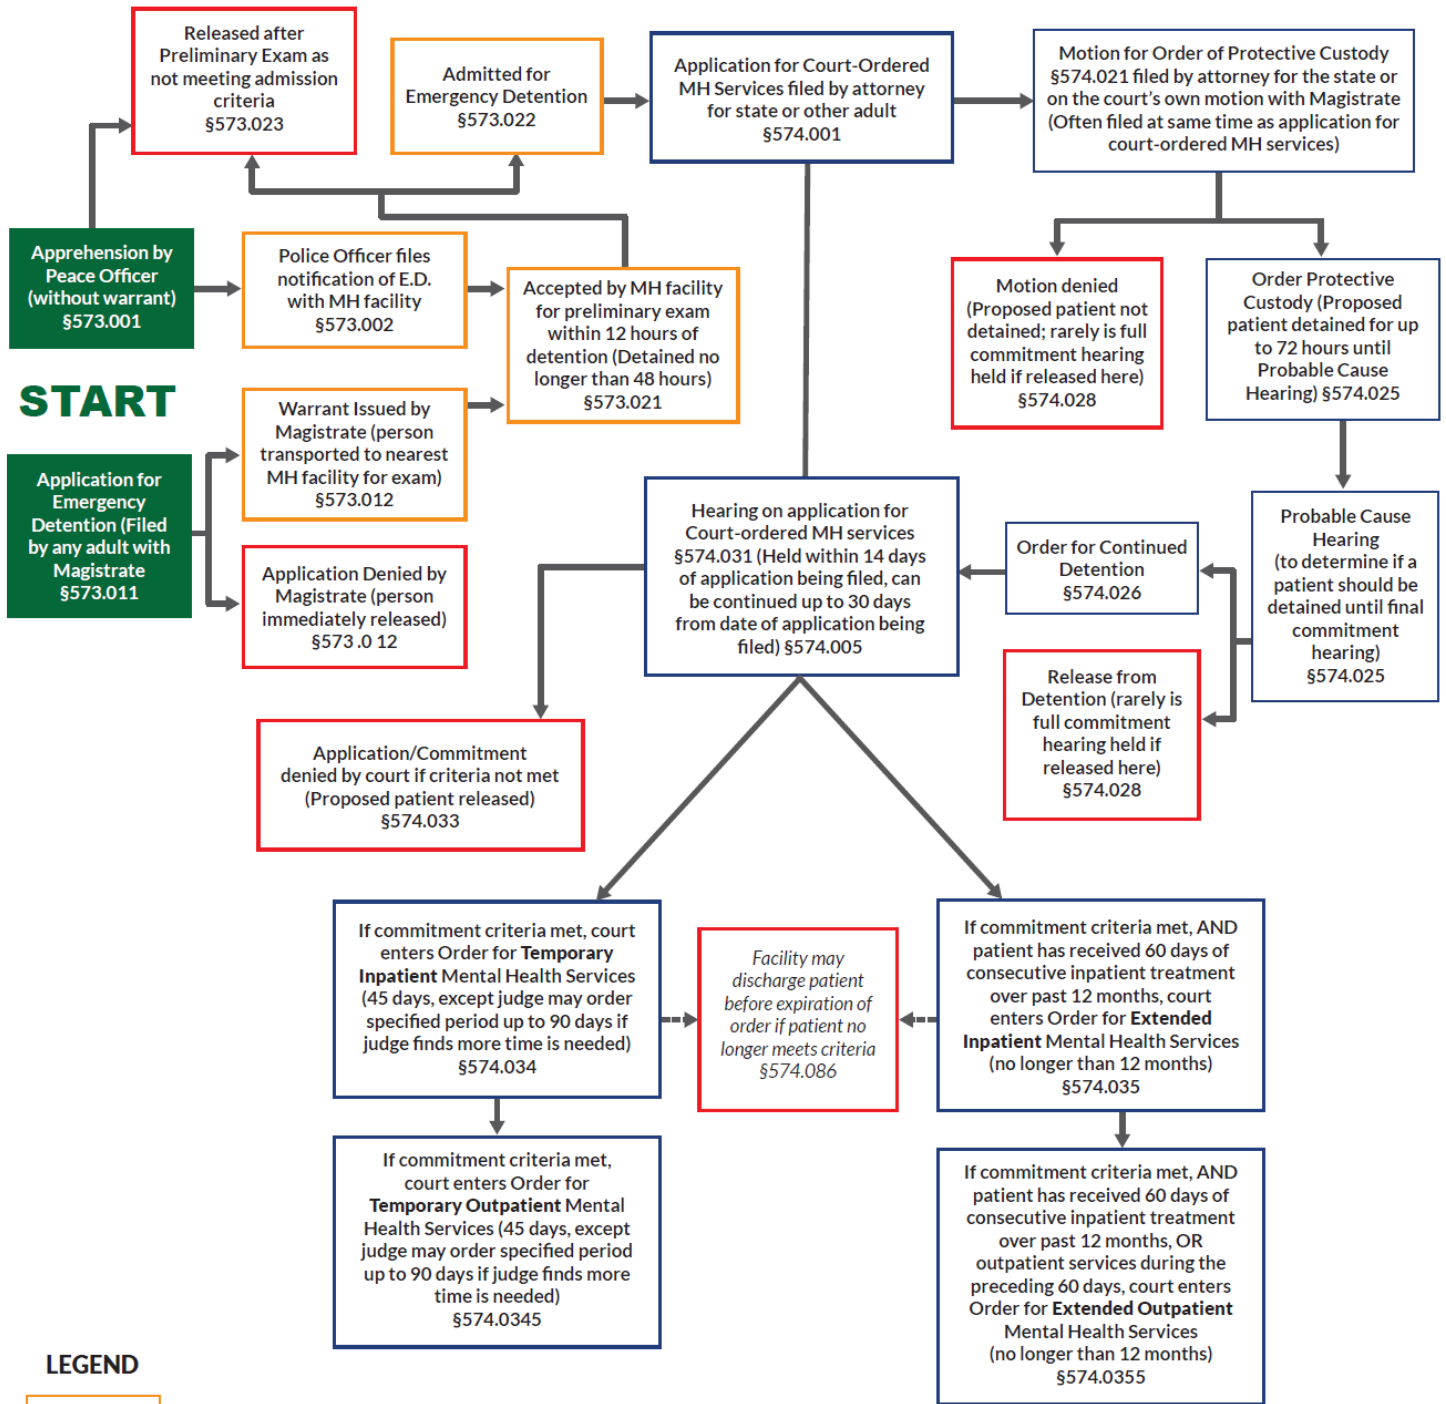 Released after
Preliminary Exam as
not meeting admission
criteria
§573.023
Admitted for
Emergency Detention
§573.022
Application for Court-Ordered
MH Services filed by attorney
for state or other adult
§574.001
Motion for Order of Protective Custody
§574.021 filed by attorney for the state or
on the court's own motion with Magistrate
(Often filed at same time as application for
court-ordered MH services)
Apprehension by
Peace Officer
(without warrant)
§573.001
Police Officer files
notification of E.D.
with MH facility
§573.002
Accepted by MH facility
for preliminary exam
within 12 hours of
detention (Detained no
longer than 48 hours)
§573.021
Motion denied
(Proposed patient not
detained; rarely is full
commitment hearing
held if released here)
§574.028
Order Protective
Custody (Proposed
patient detained for up
to 72 hours until
Probable Cause
Hearing) §574.025
START
Warrant Issued by
Magistrate (person
transported to nearest
MH facility for exam)
§573.012
Application for
Emergency
Detention (Filed
by any adult with
Magistrate
§573.011
Application Denied by
Magistrate (person
immediately released)
§573 .0 12
Hearing on application for
Court-ordered MH services
§574.031 (Held within 14 days
of application being filed, can
be continued up to 30 days
from date of application being
filed) §574.005
Order for Continued
Detention
§574.026
Probable Cause
Hearing
(to determine if a
patient should be
detained until final
commitment
hearing)
§574.025
Release from
Detention (rarely is
full commitment
hearing held if
released here)
§574.028
Application/Commitment
denied by court if criteria not met
(Proposed patient released)
§574.033
If commitment criteria met, court
enters Order for Temporary
Inpatient Mental Health Services
(45 days, except judge may order
specified period up to 90 days if
judge finds more time is needed)
§574.034
Facility may
discharge patient
before expiration of
order if patient no
longer meets criteria
§574.086
If commitment criteria met, AND
patient has received 60 days of
consecutive inpatient treatment
over past 12 months, court
enters Order for Extended
Inpatient Mental Health Services
(no longer than 12 months)
§574.035
If commitment criteria met,
court enters Order for
Temporary Outpatient Mental
Health Services (45 days, except
judge may order specified period
up to 90 days if judge finds more
time is needed)
§574.0345
If commitment criteria met, AND
patient has received 60 days of
consecutive inpatient treatment
over past 12 months, OR
outpatient services during the
preceding 60 days, court enters
Order for Extended Outpatient
Mental Health Services
(no longer than 12 months)
§574.0355
LEGEND